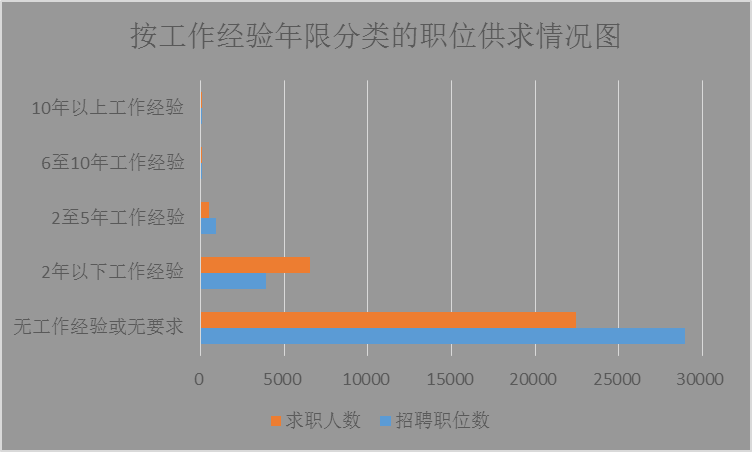 按工作经验年限分类的职位供求情况图
10年以上工作经验
6至10年工作经验
2至5年工作经验
2年以下工作经验
无工作经验或无要求
0 5000 10000 15000 20000 25000 30000
求职人数 招聘职位数